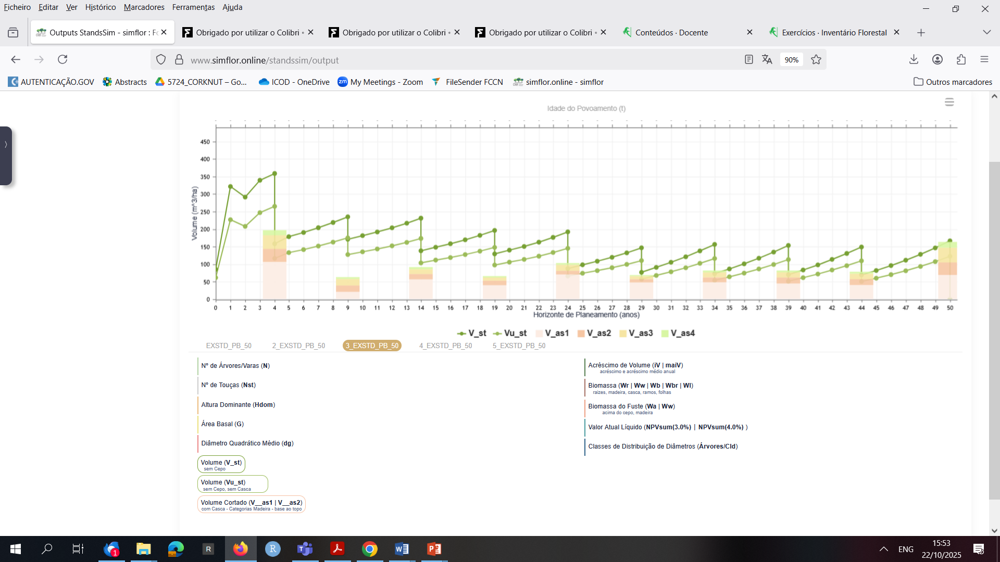 Ficheiro Editar Ver Histórico Marcadores Ferramentas Ajuda
Outputs StandsSim - simflor : Fo
Obrigado por utilizar o Colibri •
Obrigado por utilizar o Colibri •
Obrigado por utilizar o Colibri •
Conteúdos · Docente
Exercícios · Inventário Florestal
www.simflor.online/standssim/output
90%
AUTENTICAÇÃO.GOV
Abstracts
5724_CORKNUT – Go...
ICOD - OneDrive
zm
My Meetings - Zoom
FileSender FCCN
simflor.online - simflor
Outros marcadores
Idade do Povoamento (t)
450
400
350
300
250
200
150
100
50
0
Volume (m^3/ha)
0 1 2 3 4 5 6 7 8 9 10 11 12 13 14 15 16 17 18 19 20 21 22 23 24 25 26 27 28 29 30 31 32 33 34 35 36 37 38 39 40 41 42 43 44 45 46 47 48 49 50
Horizonte de Planeamento (anos)
V_st Vu_st V_as1 V_as2 V_as3 V_as4
EXSTD_PB_50 2_EXSTD_PB_50 3_EXSTD_PB_50 4_EXSTD_PB_50 5_EXSTD_PB_50
Nº de Árvores/Varas (N)
Nº de Touças (Nst)
Altura Dominante (Hdom)
Área Basal (G)
Diâmetro Quadrático Médio (dg)
Volume (V_st)
sem Cepo
Volume (Vu_st)
sem Cepo, sem Casca
Volume Cortado (V__as1 | V__as2)
com Casca - Categorias Madeira - base ao topo
Acréscimo de Volume (iV | maiV)
acréscimo e acréscimo médio anual
Biomassa (Wr | Ww | Wb | Wbr | Wl)
raizes, madeira, casca, ramos, folhas
Biomassa do Fuste (Wa | Ww)
acima do cepo, madeira
Valor Atual Líquido (NPVsum(3.0%) | NPVsum(4.0%) )
Classes de Distribuição de Diâmetros (Árvores/Cld)
1
R
R
ENG
15:53
22/10/2025